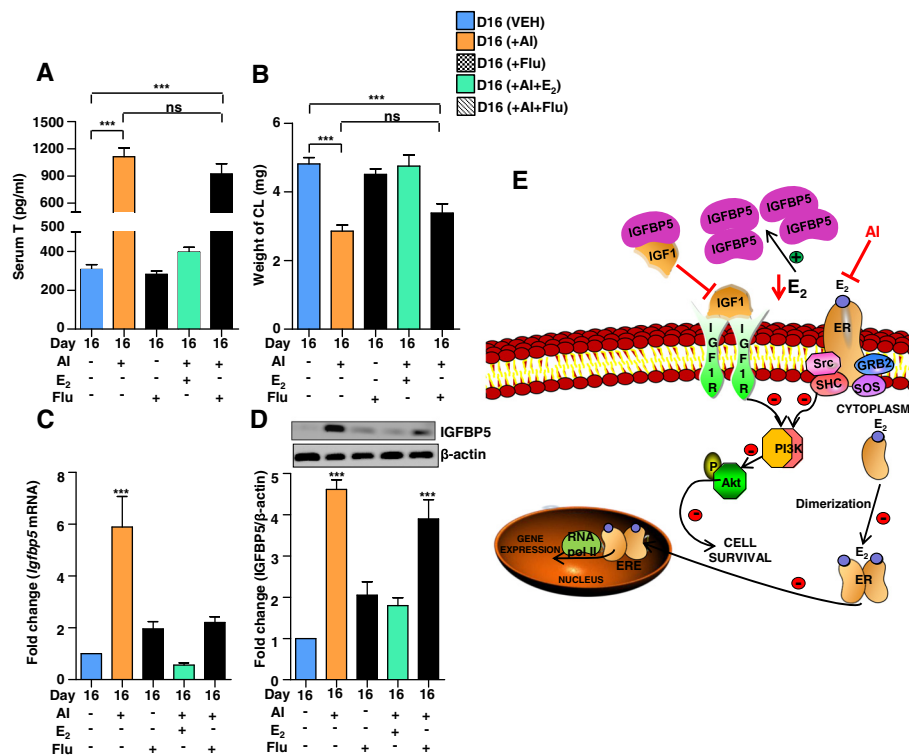 D16 (VEH)
D16 (+AI)
D16 (+Flu)
D16 (+AI+E2)
D16 (+AI+Flu)
A
***
ns
***
Serum T (pg/ml)
1500
1200
900
600
400
300
200
100
0
Day 16 16 16 16 16
AI - + - + +
E2 - - - + -
Flu - - + - +
B
***
ns
***
Weight of CL (mg)
6
4
2
0
Day 16 16 16 16 16
AI - + - + +
E2 - - - + -
Flu - - + - +
C
***
Fold change (Igfbp5 mRNA)
8
6
4
2
0
Day 16 16 16 16 16
AI - + - + +
E2 - - - + -
Flu - - + - +
D
IGFBP5
β-actin
*** ***
Fold change (IGFBP5/β-actin)
5
4
3
2
1
0
Day 16 16 16 16 16
AI - + - + +
E2 - - - + -
Flu - - + - +
E
IGFBP5
IGF1
IGFBP5
IGFBP5
IGFBP5
IGFBP5
+
E2
AI
E2
IGF1
IGF1R
IGF1R
ER
Src
GRB2
SHC
SOS
CYTOPLASM
- -
PI3K
-
P
Akt
E2
Dimerization
-
CELL
SURVIVAL
E2
ER
-
GENE
EXPRESSION
RNA
pol II
ERE
NUCLEUS